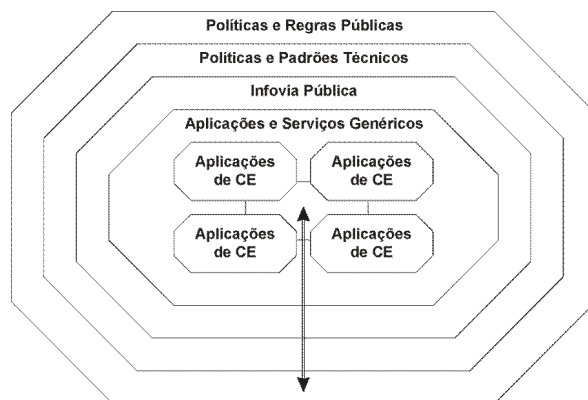 Políticas e Regras Públicas
Políticas e Padrões Técnicos
Infovia Pública
Aplicações e Serviços Genéricos
Aplicações
de CE
Aplicações
de CE
Aplicações
de CE
Aplicações
de CE